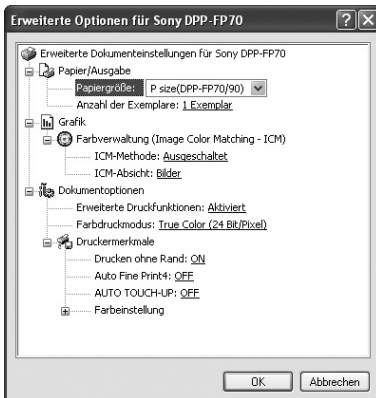 Erweiterte Optionen für Sony DPP-FP70
Erweiterte Dokumenteinstellungen für Sony DPP-FP70
Papier/Ausgabe
Papiergröße: P size(DPP-FP70/90)
Anzahl der Exemplare: 1 Exemplar
Grafik
Farbverwaltung (Image Color Matching - ICM)
ICM-Methode: Ausgeschaltet
ICM-Absicht: Bilder
Dokumentoptionen
Erweiterte Druckfunktionen: Aktiviert
Farbdruckmodus: True Color (24 Bit/Pixel)
Druckermerkmale
Drucken ohne Rand: ON
Auto Fine Print4: OFF
AUTO TOUCH-UP: OFF
Farbeinstellung
OK Abbrechen